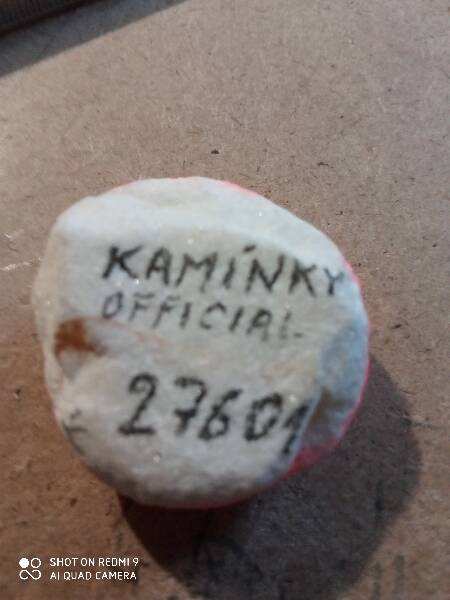 KAMÍNKY
OFFICIAL
27601
SHOT ON REDMI 9
AI QUAD CAMERA